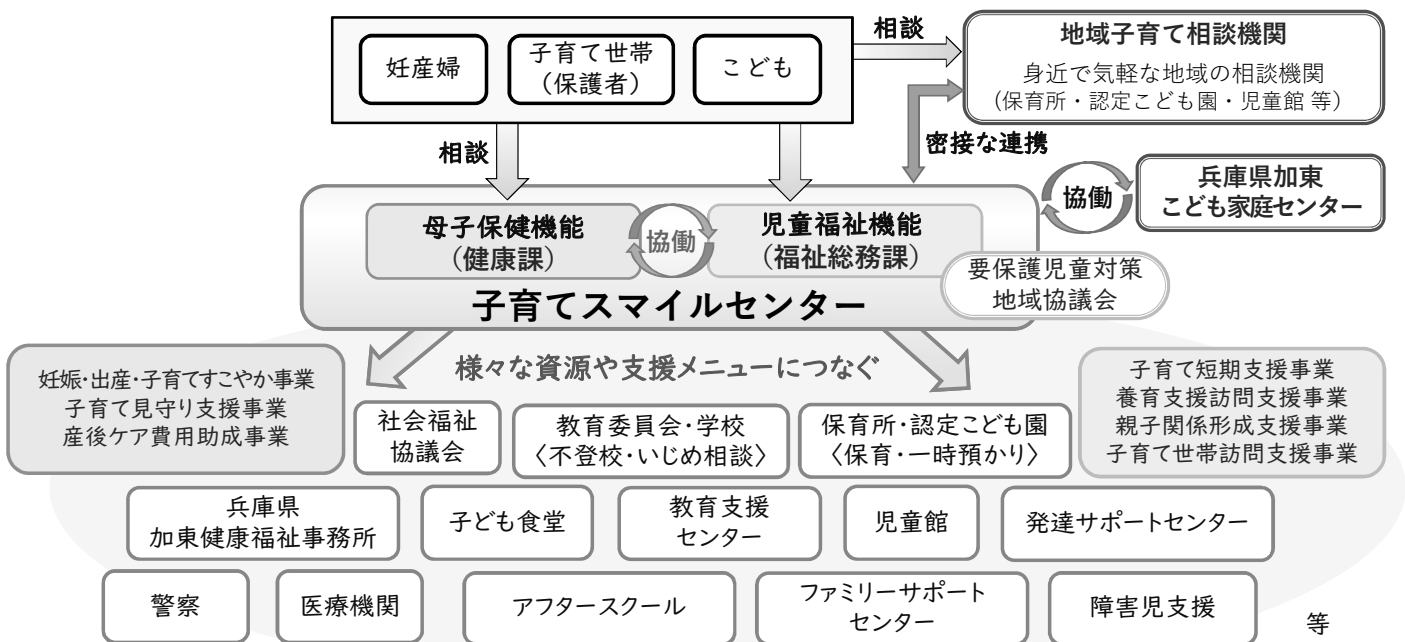 相談
地域子育て相談機関
妊産婦
子育て世帯
(保護者)
こども
身近で気軽な地域の相談機関
(保育所・認定こども園・児童館 等)
相談
密接な連携
母子保健機能
(健康課)
協働
児童福祉機能
(福祉総務課)
協働
兵庫県加東
こども家庭センター
要保護児童対策
地域協議会
子育てスマイルセンター
様々な資源や支援メニューにつなぐ
妊娠・出産・子育てすこやか事業
子育て見守り支援事業
産後ケア費用助成事業
子育て短期支援事業
養育支援訪問支援事業
親子関係形成支援事業
子育て世帯訪問支援事業
社会福祉
協議会
教育委員会・学校
〈不登校・いじめ相談〉
保育所・認定こども園
〈保育・一時預かり〉
兵庫県
加東健康福祉事務所
子ども食堂
教育支援
センター
児童館
発達サポートセンター
警察
医療機関
アフタースクール
ファミリーサポート
センター
障害児支援
等